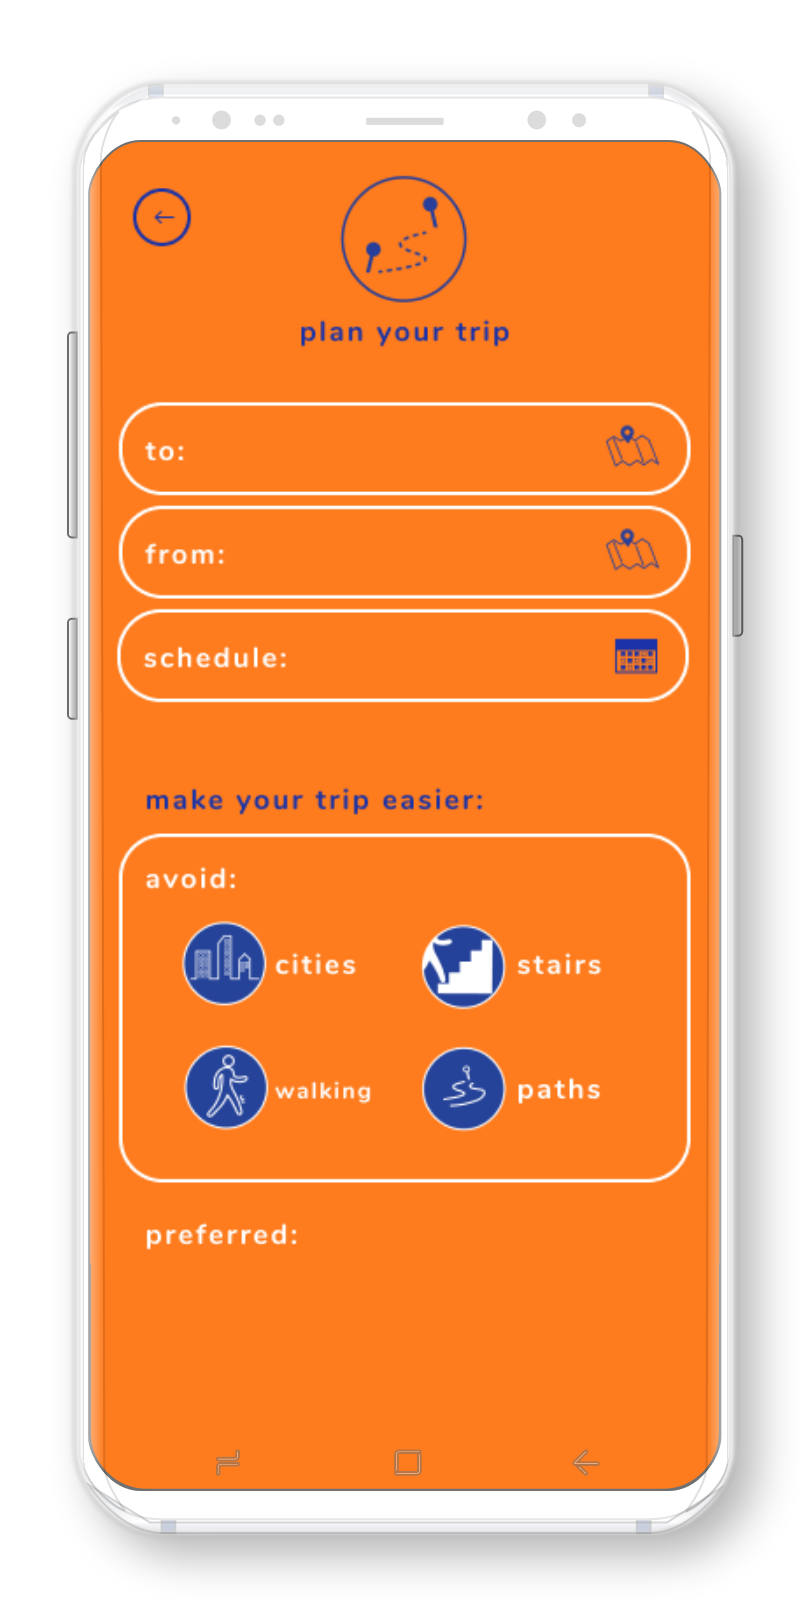 plan your trip
to:
from:
schedule:
make your trip easier:
avoid:
cities
stairs
walking
paths
preferred: